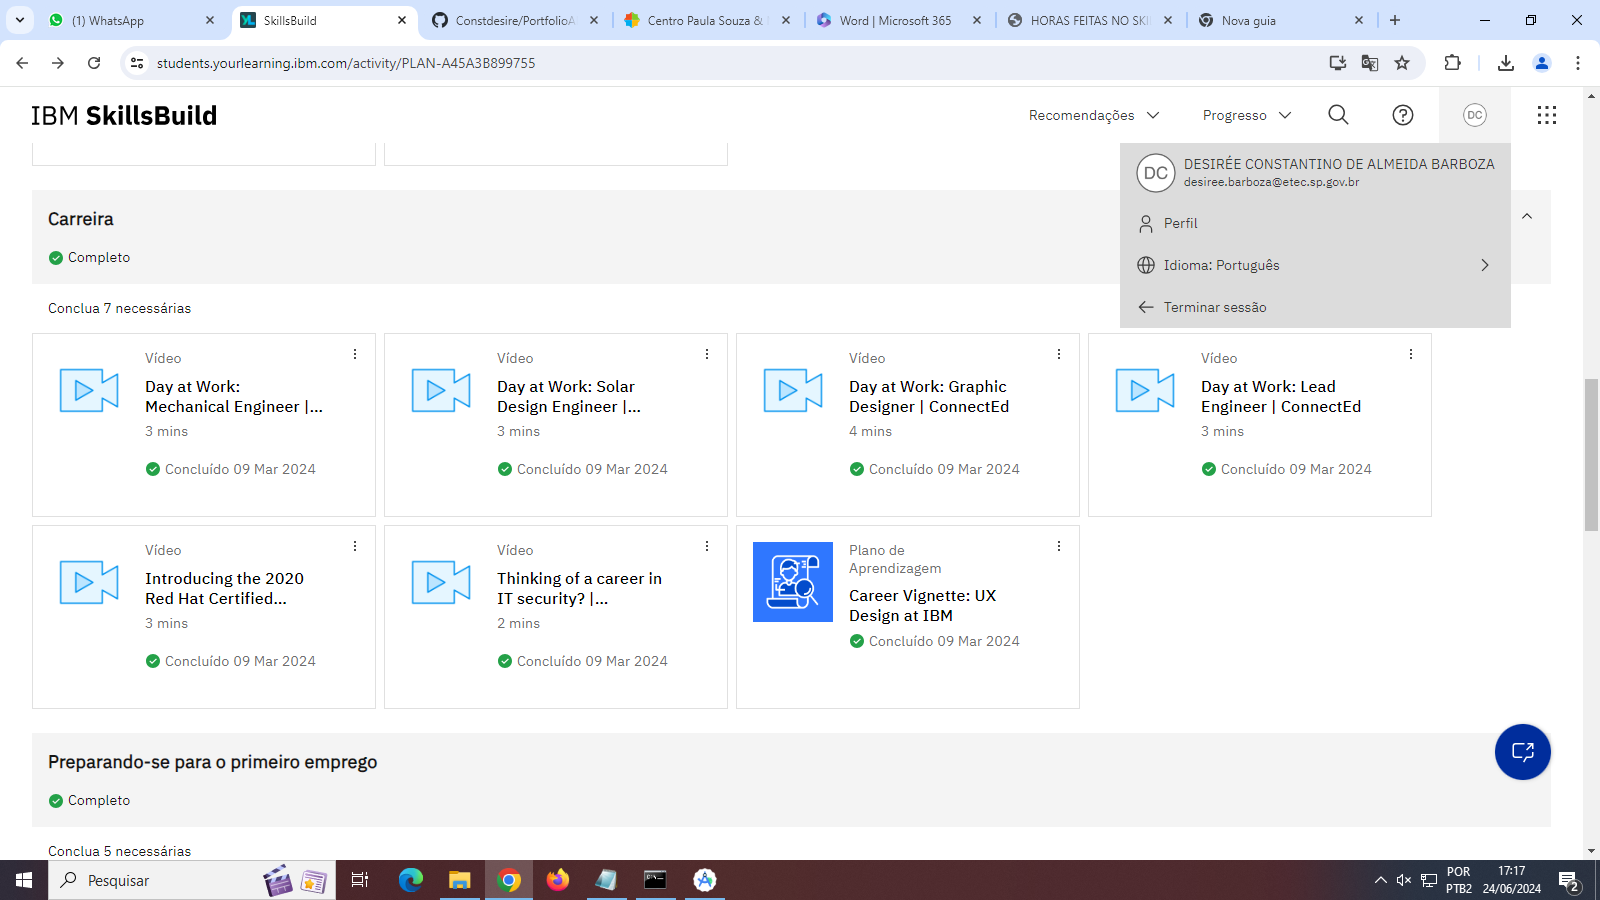 (1) WhatsApp
SkillsBuild
Constdesire/PortfolioA
Centro Paula Souza &
Word | Microsoft 365
HORAS FEITAS NO SKI
Nova guia
students.yourlearning.ibm.com/activity/PLAN-A45A3B899755
IBM SkillsBuild
Recomendações
Progresso
DC
DC
DESIRÉE CONSTANTINO DE ALMEIDA BARBOZA
desiree.barboza@etec.sp.gov.br
Perfil
Idioma: Português
Terminar sessão
Carreira
Completo
Conclua 7 necessárias
Vídeo
Day at Work:
Mechanical Engineer |...
3 mins
Concluído 09 Mar 2024
Vídeo
Day at Work: Solar
Design Engineer |...
3 mins
Concluído 09 Mar 2024
Vídeo
Day at Work: Graphic
Designer | ConnectEd
4 mins
Concluído 09 Mar 2024
Vídeo
Day at Work: Lead
Engineer | ConnectEd
3 mins
Concluído 09 Mar 2024
Vídeo
Introducing the 2020
Red Hat Certified...
3 mins
Concluído 09 Mar 2024
Vídeo
Thinking of a career in
IT security? |...
2 mins
Concluído 09 Mar 2024
Plano de
Aprendizagem
Career Vignette: UX
Design at IBM
Concluído 09 Mar 2024
Preparando-se para o primeiro emprego
Completo
Conclua 5 necessárias
Pesquisar
POR
PTB2
17:17
24/06/2024
2